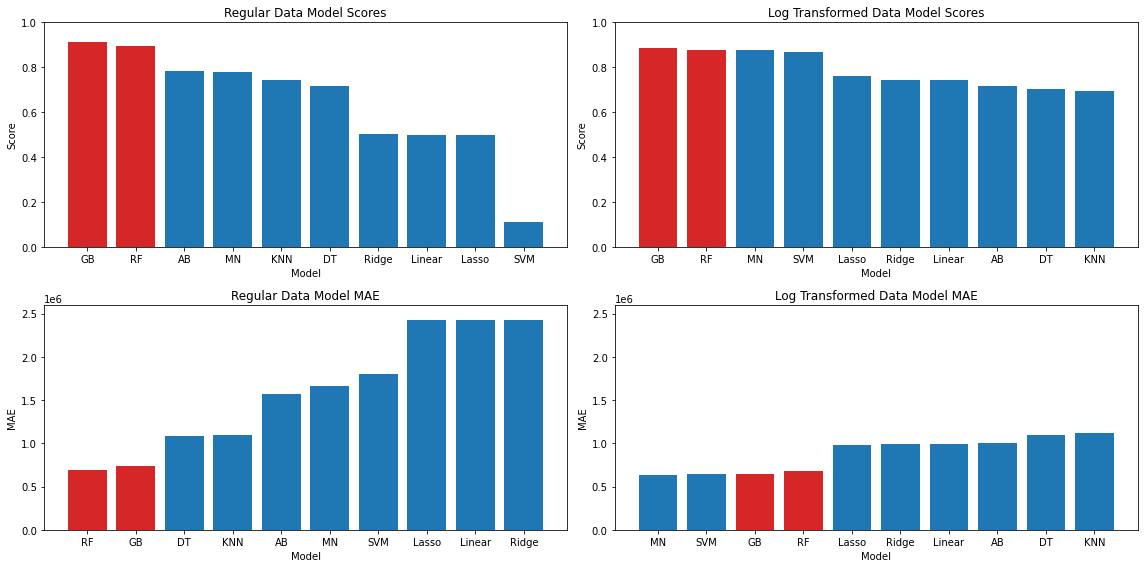 Regular Data Model Scores
1.0
0.8
0.6
0.4
0.2
0.0
Score
GB RF AB MN KNN DT Ridge Linear Lasso SVM
Model
Log Transformed Data Model Scores
1.0
0.8
0.6
0.4
0.2
0.0
Score
GB RF MN SVM Lasso Ridge Linear AB DT KNN
Model
Regular Data Model MAE
1e6
2.5
2.0
1.5
1.0
0.5
0.0
MAE
RF GB DT KNN AB MN SVM Lasso Linear Ridge
Model
Log Transformed Data Model MAE
1e6
2.5
2.0
1.5
1.0
0.5
0.0
MAE
MN SVM GB RF Lasso Ridge Linear AB DT KNN
Model